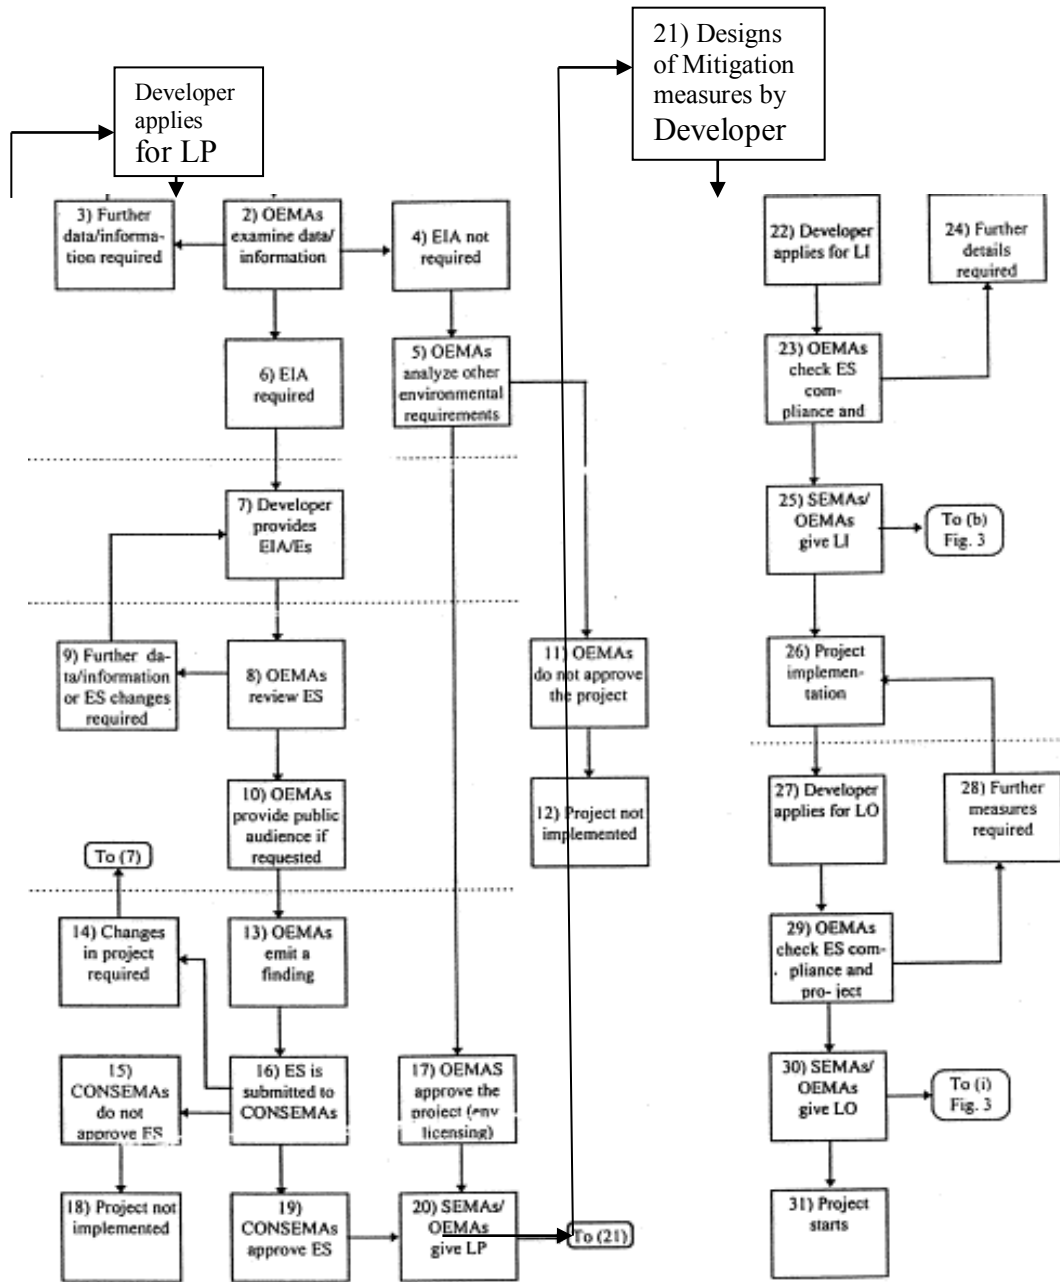 Developer
applies
for LP
21) Designs
of Mitigation
measures by
Developer
3) Further
data/informa-
tion required
2) OEMAs
examine data/
information
4) EIA not
required
22) Developer
applies for LI
24) Further
details
required
6) EIA
required
5) OEMAs
analyze other
environmental
requirements
23) OEMAs
check ES
com-
pliance and
7) Developer
provides
EIA/Es
25) SEMAs/
OEMAs
give LI
To (b)
Fig. 3
9) Further da-
ta/information
or ES changes
required
8) OEMAs
review ES
11) OEMAs
do not approve
the project
26) Project
implemen-
tation
10) OEMAs
provide public
audience if
requested
12) Project not
implemented
27) Developer
applies for LO
28) Further
measures
required
To (7)
14) Changes
in project
required
13) OEMAs
emit a
finding
29) OEMAs
check ES com-
pliance and
pro- ject
15)
CONSEMAs
do not
approve ES
16) ES is
submitted to
CONSEMAs
17) OEMAS
approve the
project (env
licensing)
30) SEMAs/
OEMAs
give LO
To (i)
Fig. 3
18) Project not
implemented
19)
CONSEMAs
approve ES
20) SEMAs/
OEMAs
give LP
To (21)
31) Project
starts